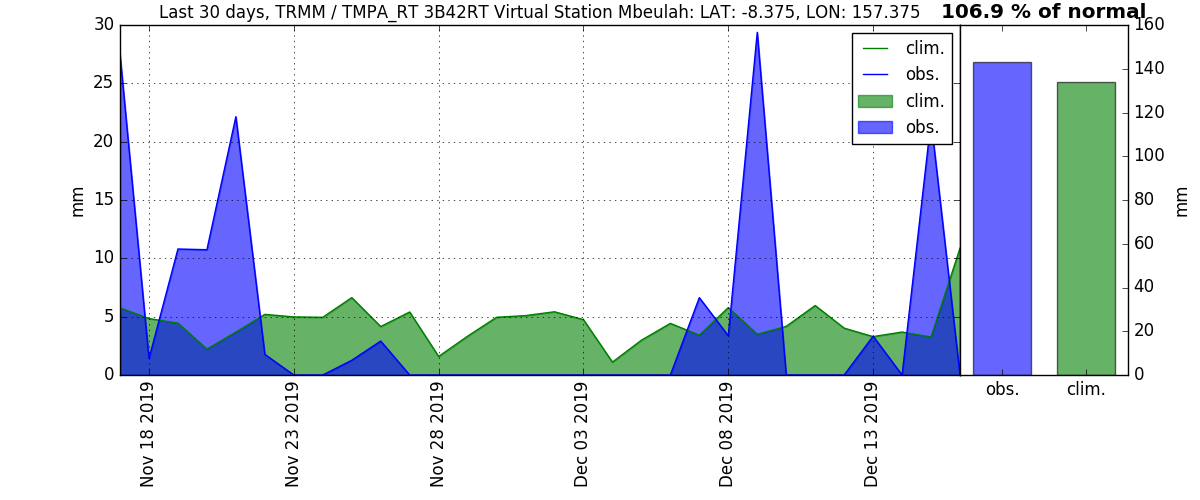 Last 30 days, TRMM / TMPA_RT 3B42RT Virtual Station Mbeulah: LAT: -8.375, LON: 157.375
106.9 % of normal
30
25
20
15
10
5
0
mm
clim.
obs.
clim.
obs.
160
140
120
100
80
60
40
20
0
mm
Nov 18 2019
Nov 23 2019
Nov 28 2019
Dec 03 2019
Dec 08 2019
Dec 13 2019
obs.
clim.